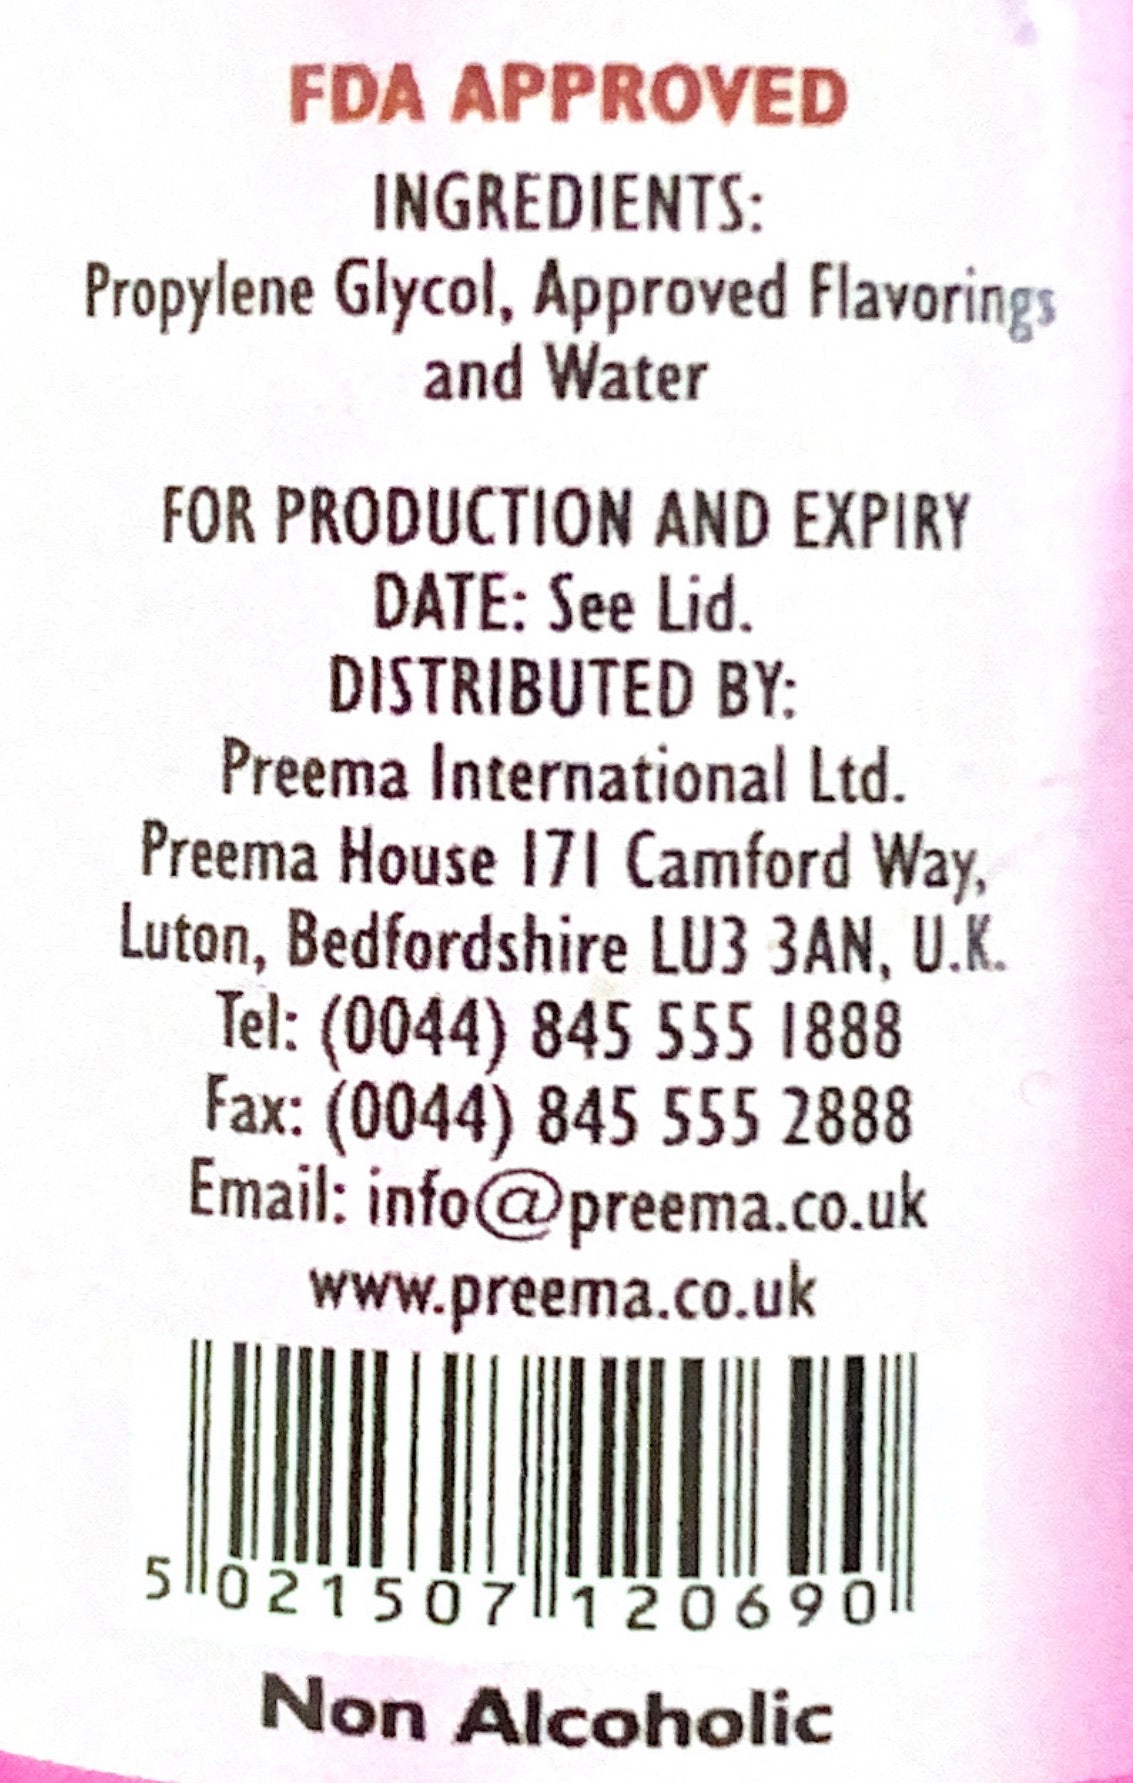 FDA APPROVED
INGREDIENTS:
Propylene Glycol, Approved Flavorings
and Water
FOR PRODUCTION AND EXPIRY
DATE: See Lid.
DISTRIBUTED BY:
Preema International Ltd.
Preema House 171 Camford Way,
Luton, Bedfordshire LU3 3AN, U.K.
Tel: (0044) 845 555 1888
Fax: (0044) 845 555 2888
Email: info@preema.co.uk
www.preema.co.uk
5 021507 120690
Non Alcoholic